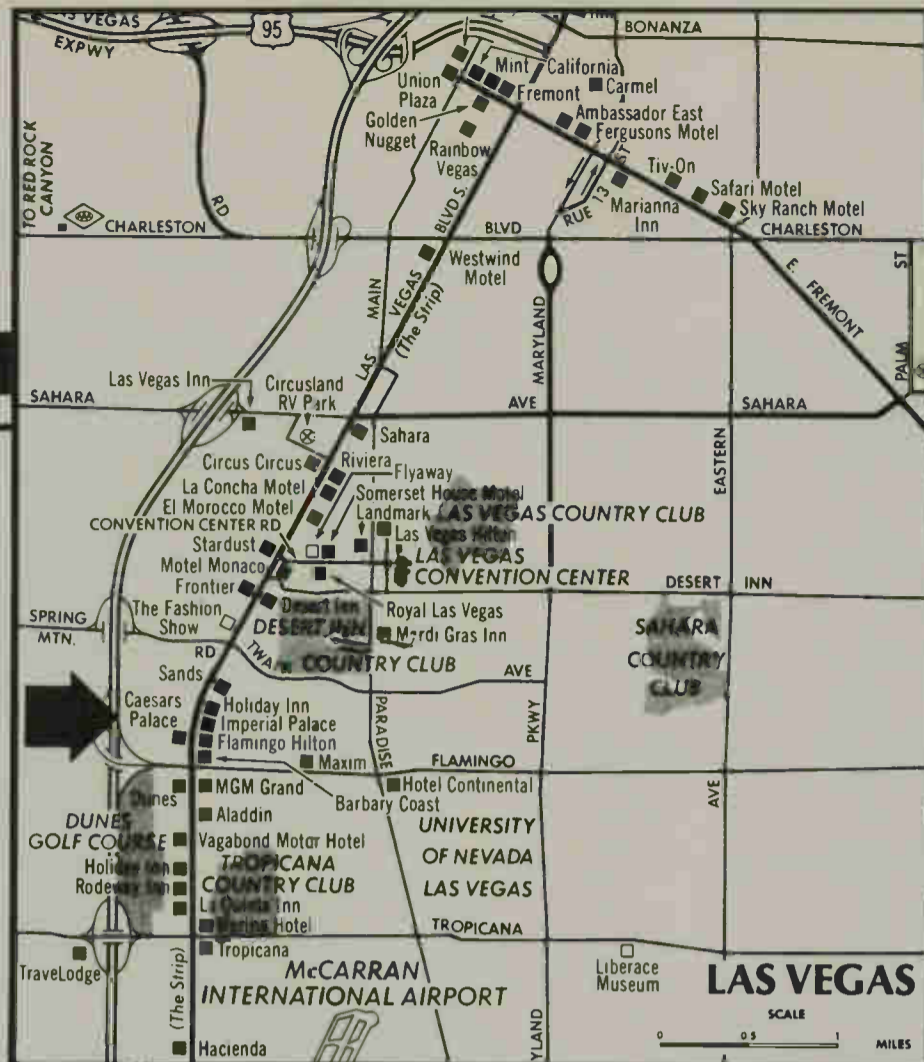 LAS VEGAS
EXPWY
95
BONANZA
Mint
California
Union
Plaza
Fremont
Carmel
Golden
Nugget
Ambassador East
Fergusons Motel
Rainbow
Vegas
ST
Tiv-On
TO RED ROCK
CANYON
RD
BLVD S.
RUE 13
Marianna
Inn
Safari Motel
Sky Ranch Motel
CHARLESTON
BLVD
CHARLESTON
Westwind
Motel
MAIN
LAS VEGAS
(The Strip)
MARYLAND
E. FREMONT
ST
PALM
Las Vegas Inn
Circusland
RV Park
SAHARA
AVE
SAHARA
Sahara
EASTERN
Circus Circus
Riviera
Flyaway
La Concha Motel
El Morocco Motel
Somerset House Motel
Landmark
LAS VEGAS COUNTRY CLUB
CONVENTION CENTER RD
Las Vegas Hilton
Stardust
LAS VEGAS
CONVENTION CENTER
Motel Monaco
Frontier
DESERT
INN
SPRING
MTN.
The Fashion
Show
Desert Inn
Royal Las Vegas
DESERT INN
COUNTRY CLUB
Mardi Gras Inn
SAHARA
COUNTRY
CLUB
RD
TWAIN
AVE
Sands
Caesars
Palace
Holiday Inn
Imperial Palace
Flamingo Hilton
PARADISE
PKWY
Maxim
FLAMINGO
Dunes
MGM Grand
Barbary Coast
Hotel Continental
AVE
Aladdin
DUNES
GOLF COURSE
UNIVERSITY
OF NEVADA
LAS VEGAS
Vagabond Motor Hotel
Holiday Inn
TROPICANA
COUNTRY CLUB
Rodeway Inn
La Quinta Inn
Marina Hotel
TROPICANA
Tropicana
TraveLodge
(The Strip)
McCARRAN
INTERNATIONAL AIRPORT
Liberace
Museum
LAS VEGAS
SCALE
0
0 5
1
MILES
Hacienda
YLAND